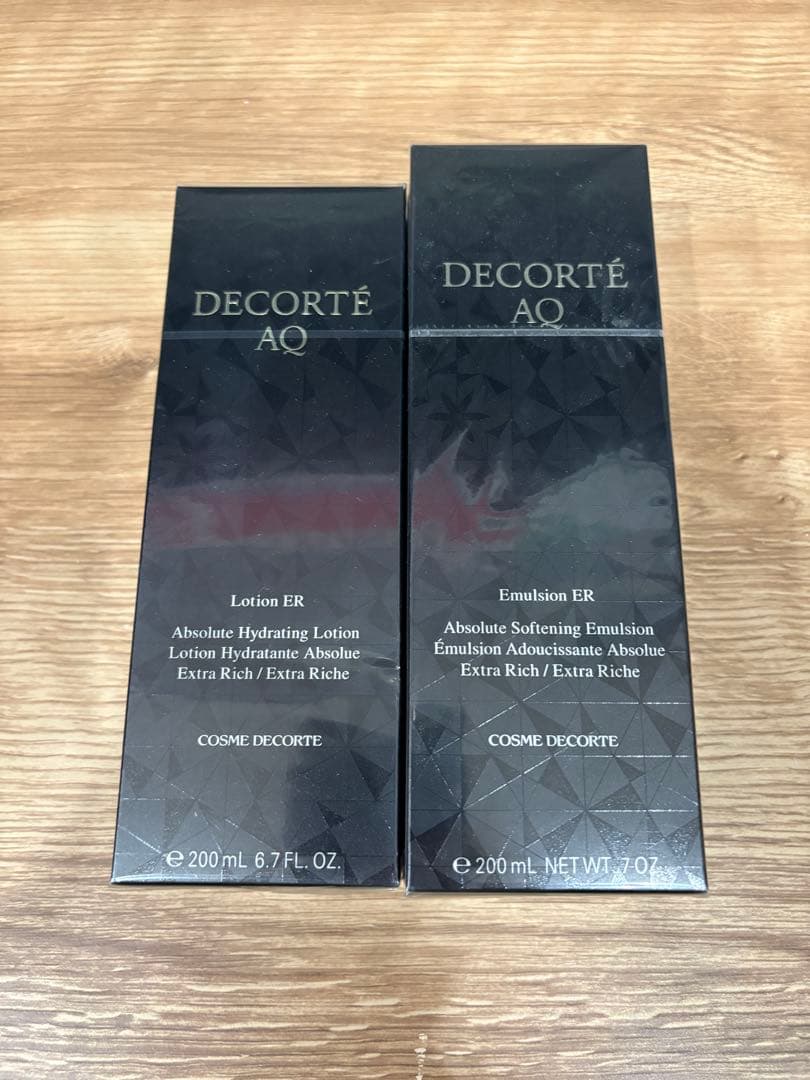 DECORTÉ
AQ
Lotion ER
Absolute Hydrating Lotion
Lotion Hydratante Absolue
Extra Rich / Extra Riche
COSME DECORTE
℮ 200 mL 6.7 FL. OZ.
DECORTÉ
AQ
Emulsion ER
Absolute Softening Emulsion
Émulsion Adoucissante Absolue
Extra Rich / Extra Riche
COSME DECORTE
℮ 200 mL NET WT. 7 OZ.